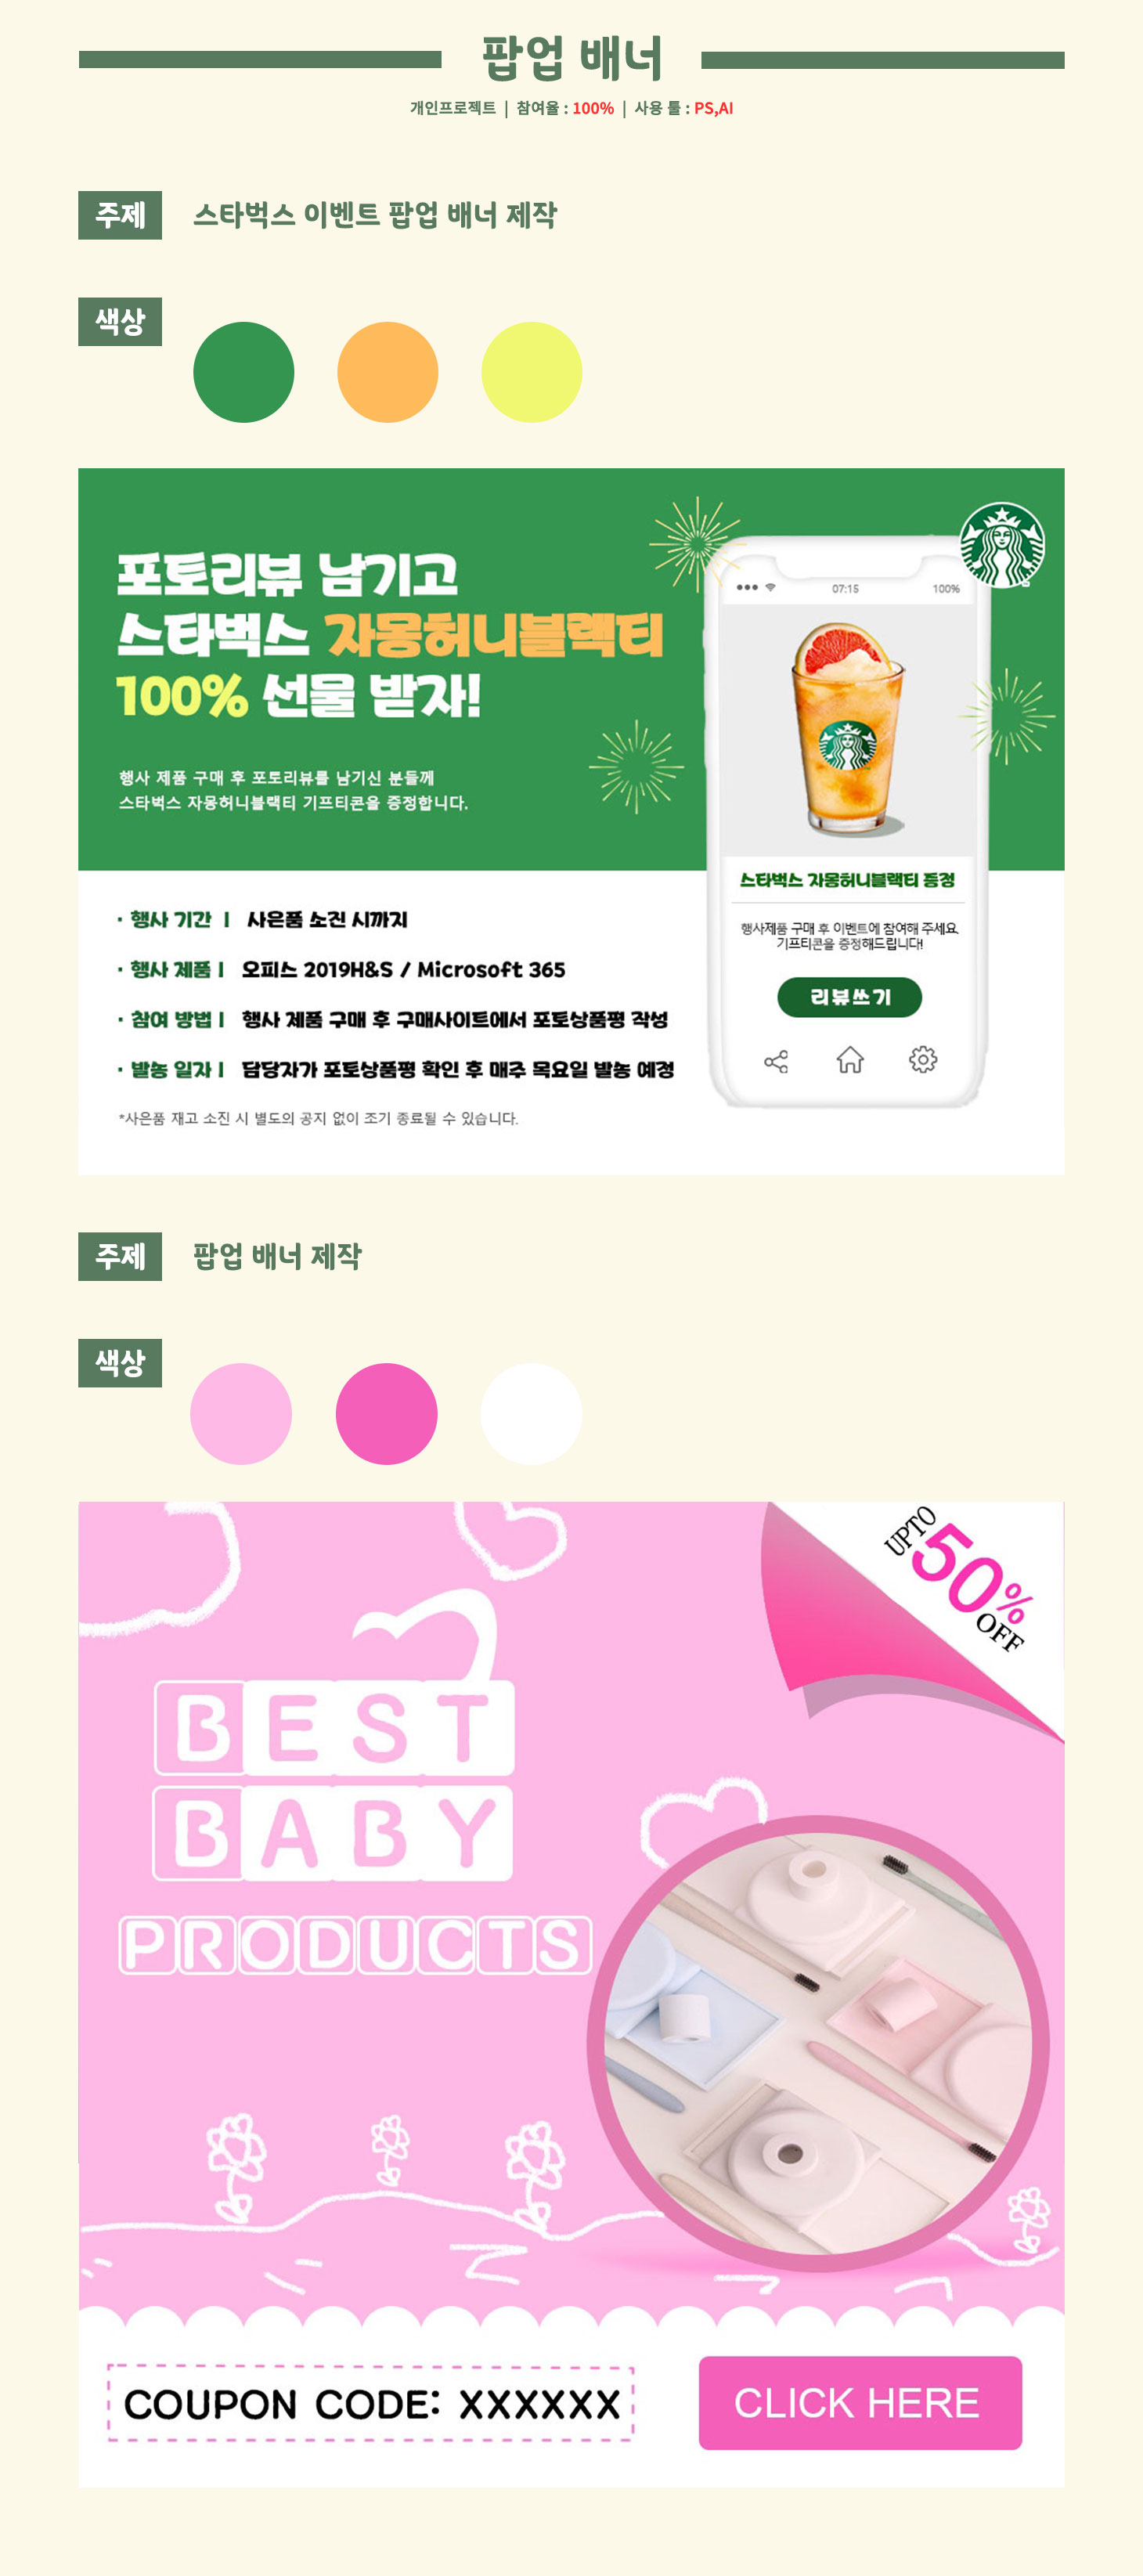 팝업 배너
개인프로젝트 | 참여율 : 100% | 사용 툴 : PS,AI
주제
스타벅스 이벤트 팝업 배너 제작
색상
포토리뷰 남기고
스타벅스 자몽허니블랙티
100% 선물 받자!
행사 제품 구매 후 포토리뷰를 남기신 분들께
스타벅스 자몽허니블랙티 기프티콘을 증정합니다.
· 행사 기간 ㅣ 사은품 소진 시까지
· 행사 제품 ㅣ 오피스 2019H&S / Microsoft 365
· 참여 방법 ㅣ 행사 제품 구매 후 구매사이트에서 포토상품평 작성
· 발송 일자 ㅣ 담당자가 포토상품평 확인 후 매주 목요일 발송 예정
*사은품 재고 소진 시 별도의 공지 없이 조기 종료될 수 있습니다.
07:15
100%
스타벅스 자몽허니블랙티 증정
행사제품 구매 후 이벤트에 참여해 주세요.
기프티콘을 증정해드립니다!
리뷰쓰기
주제
팝업 배너 제작
색상
UPTO
50%
OFF
BEST
BABY
PRODUCTS
COUPON CODE: XXXXXX
CLICK HERE